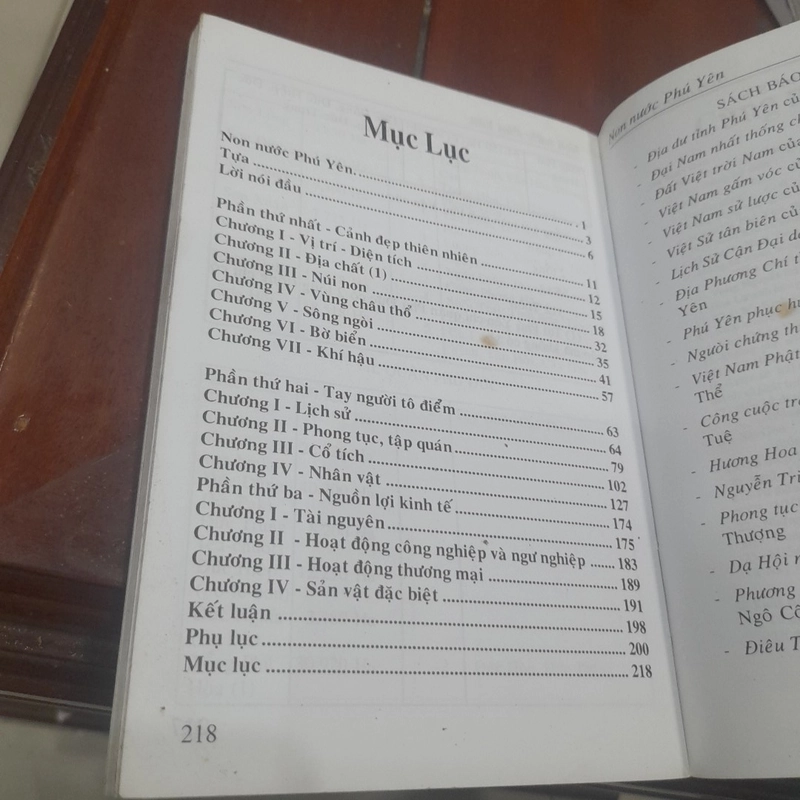 Mục Lục
Non nước Phú Yên. ........ 1
Tựa ........ 3
Lời nói đầu ........ 6
Phần thứ nhất - Cảnh đẹp thiên nhiên ........ 11
Chương I - Vị trí - Diện tích ........ 12
Chương II - Địa chất (1) ........ 15
Chương III - Núi non ........ 18
Chương IV - Vùng châu thổ ........ 32
Chương V - Sông ngòi ........ 35
Chương VI - Bờ biển ........ 41
Chương VII - Khí hậu ........ 57
Phần thứ hai - Tay người tô điểm ........ 63
Chương I - Lịch sử ........ 64
Chương II - Phong tục, tập quán ........ 79
Chương III - Cổ tích ........ 102
Chương IV - Nhân vật ........ 127
Phần thứ ba - Nguồn lợi kinh tế ........ 174
Chương I - Tài nguyên ........ 175
Chương II - Hoạt động công nghiệp và ngư nghiệp ...... 183
Chương III - Hoạt động thương mại ........ 189
Chương IV - Sản vật đặc biệt ........ 191
Kết luận ........ 198
Phụ lục ........ 200
Mục lục ........ 218
218
Non nước Phú Yên
SÁCH BÁO
- Địa dư tỉnh Phú Yên
- Đại Nam nhất thống
- Đất Việt trời Nam của
- Việt Nam gấm vóc
- Việt Nam sử lược của
- Việt Sử tân biên
- Lịch Sử Cận Đại
- Địa Phương Chí
Yên
- Phú Yên phục
- Người chứng
- Việt Nam Phật
Thể
- Công cuộc
Tuệ
- Hương Hoa
- Nguyễn
- Phong tục
Thượng
- Dạ Hội
- Phương
Ngô
- Điêu